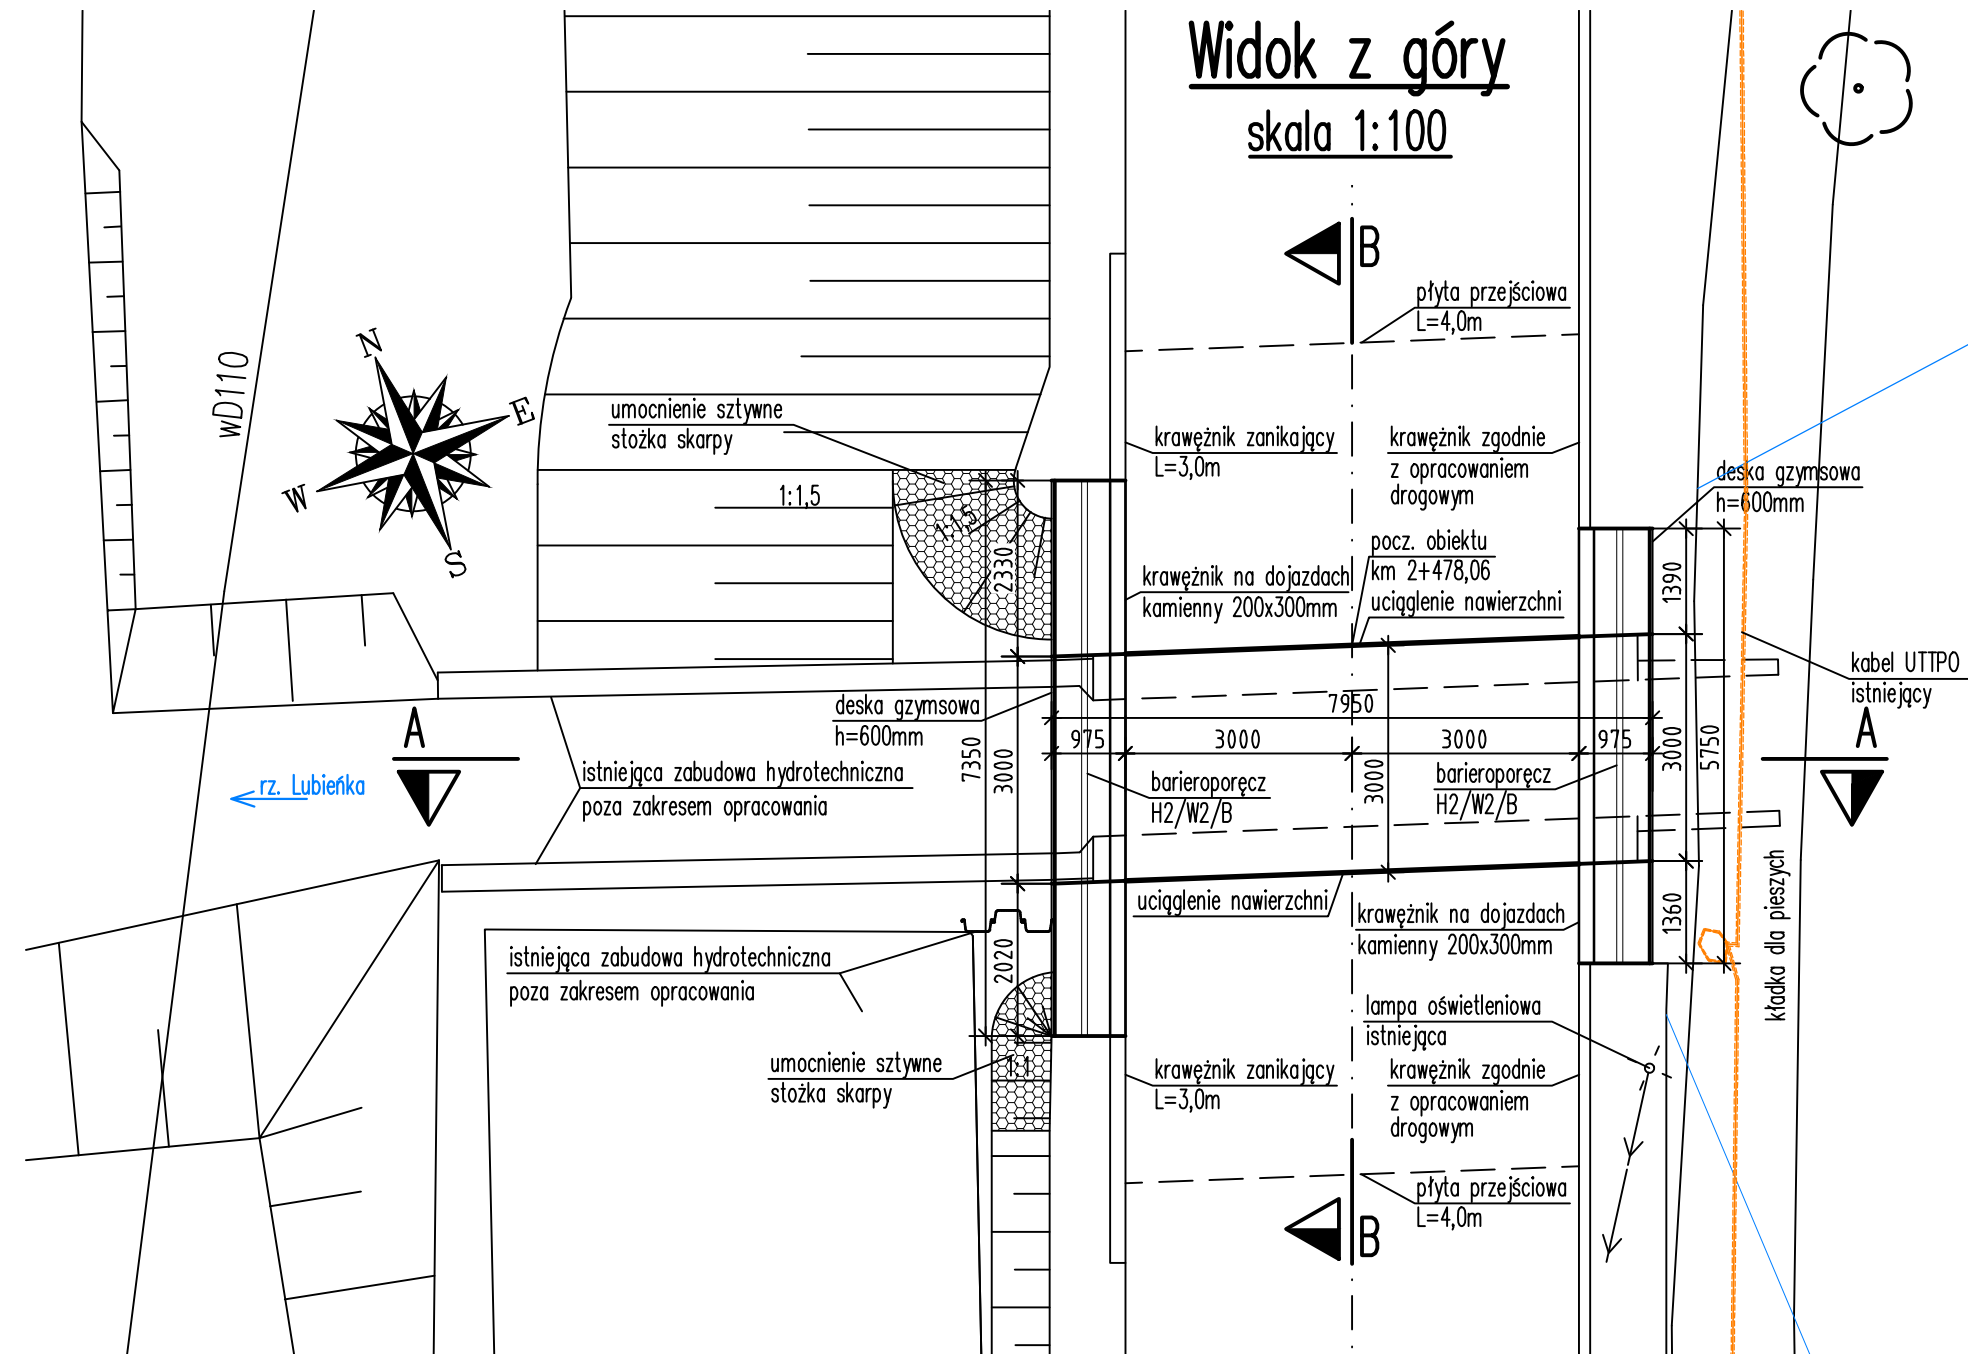 Widok z góry
skala 1:100
B
płyta przejściowa
L=4,0m
wD110
N
E
W
S
umocnienie sztywne
stożka skarpy
krawężnik zanikający
L=3,0m
krawężnik zgodnie
z opracowaniem
drogowym
deska gzymsowa
h=600mm
1:1,5
1:1,5
2330
pocz. obiektu
km 2+478,06
krawężnik na dojazdach
kamienny 200x300mm
uciąglenie nawierzchni
1390
kabel UTTPO
istniejący
deska gzymsowa
h=600mm
7950
A
A
975
3000
3000
975
7350
3000
3000
3000
5750
rz. Lubieńka
istniejąca zabudowa hydrotechniczna
poza zakresem opracowania
barieroporęcz
H2/W2/B
barieroporęcz
H2/W2/B
uciąglenie nawierzchni
krawężnik na dojazdach
kamienny 200x300mm
1360
kładka dla pieszych
istniejąca zabudowa hydrotechniczna
poza zakresem opracowania
2020
lampa oświetleniowa
istniejąca
umocnienie sztywne
stożka skarpy
1:1
krawężnik zanikający
L=3,0m
krawężnik zgodnie
z opracowaniem
drogowym
płyta przejściowa
L=4,0m
B